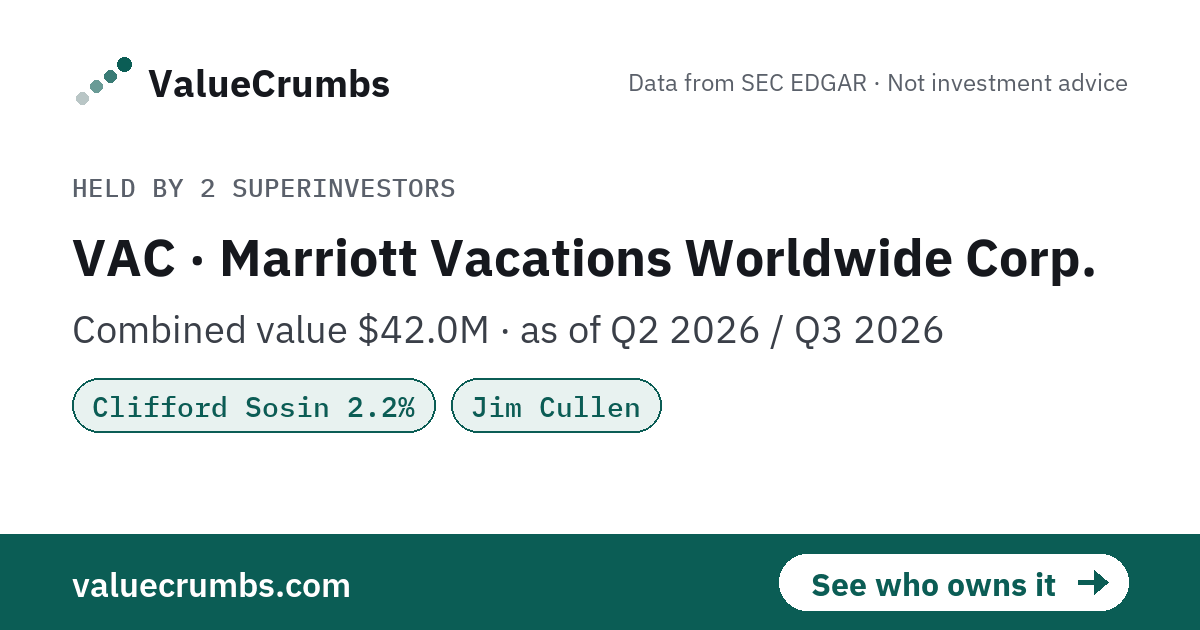 ValueCrumbs
Data from SEC EDGAR · Not investment advice
HELD BY 2 SUPERINVESTORS
VAC · Marriott Vacations Worldwide Corp.
Combined value $42.0M · as of Q2 2026 / Q3 2026
Clifford Sosin 2.2%
Jim Cullen
valuecrumbs.com
See who owns it →